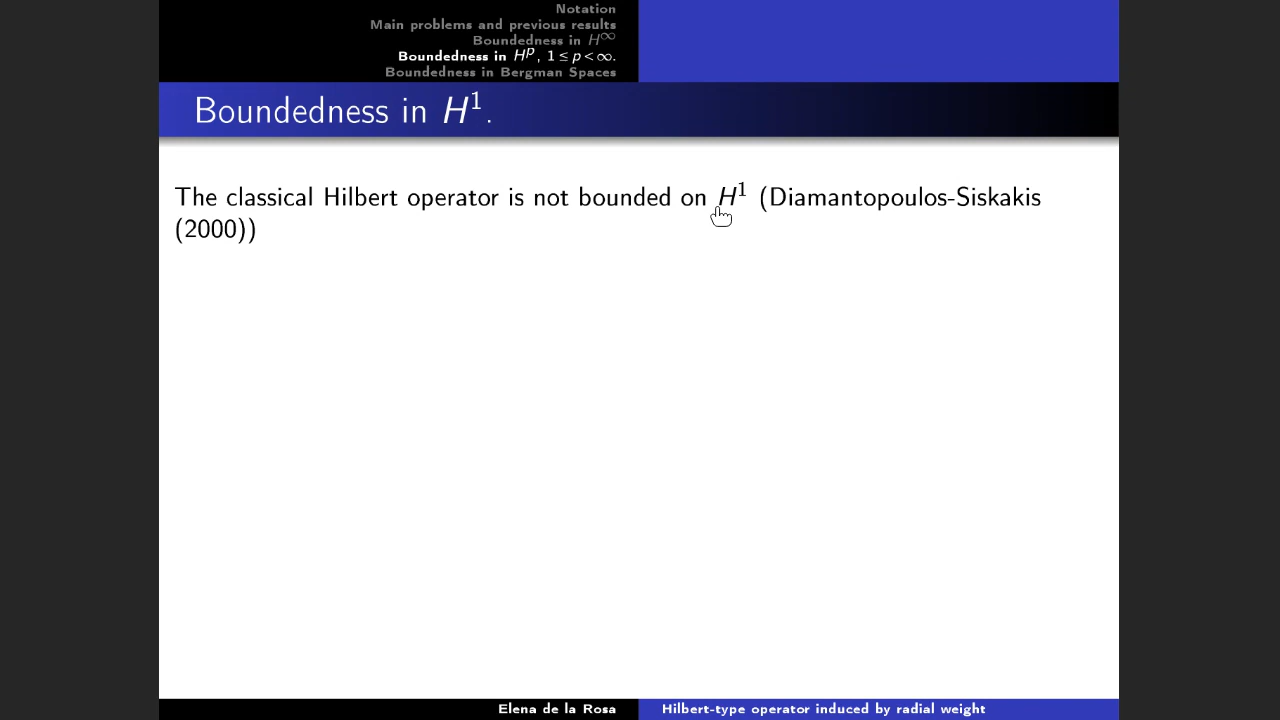 Notation
Main problems and previous results
Boundedness in H^∞
Boundedness in H^p, 1 ≤ p < ∞.
Boundedness in Bergman Spaces
Boundedness in H^1.
The classical Hilbert operator is not bounded on H^1 (Diamantopoulos-Siskakis
(2000))
Elena de la Rosa
Hilbert-type operator induced by radial weight